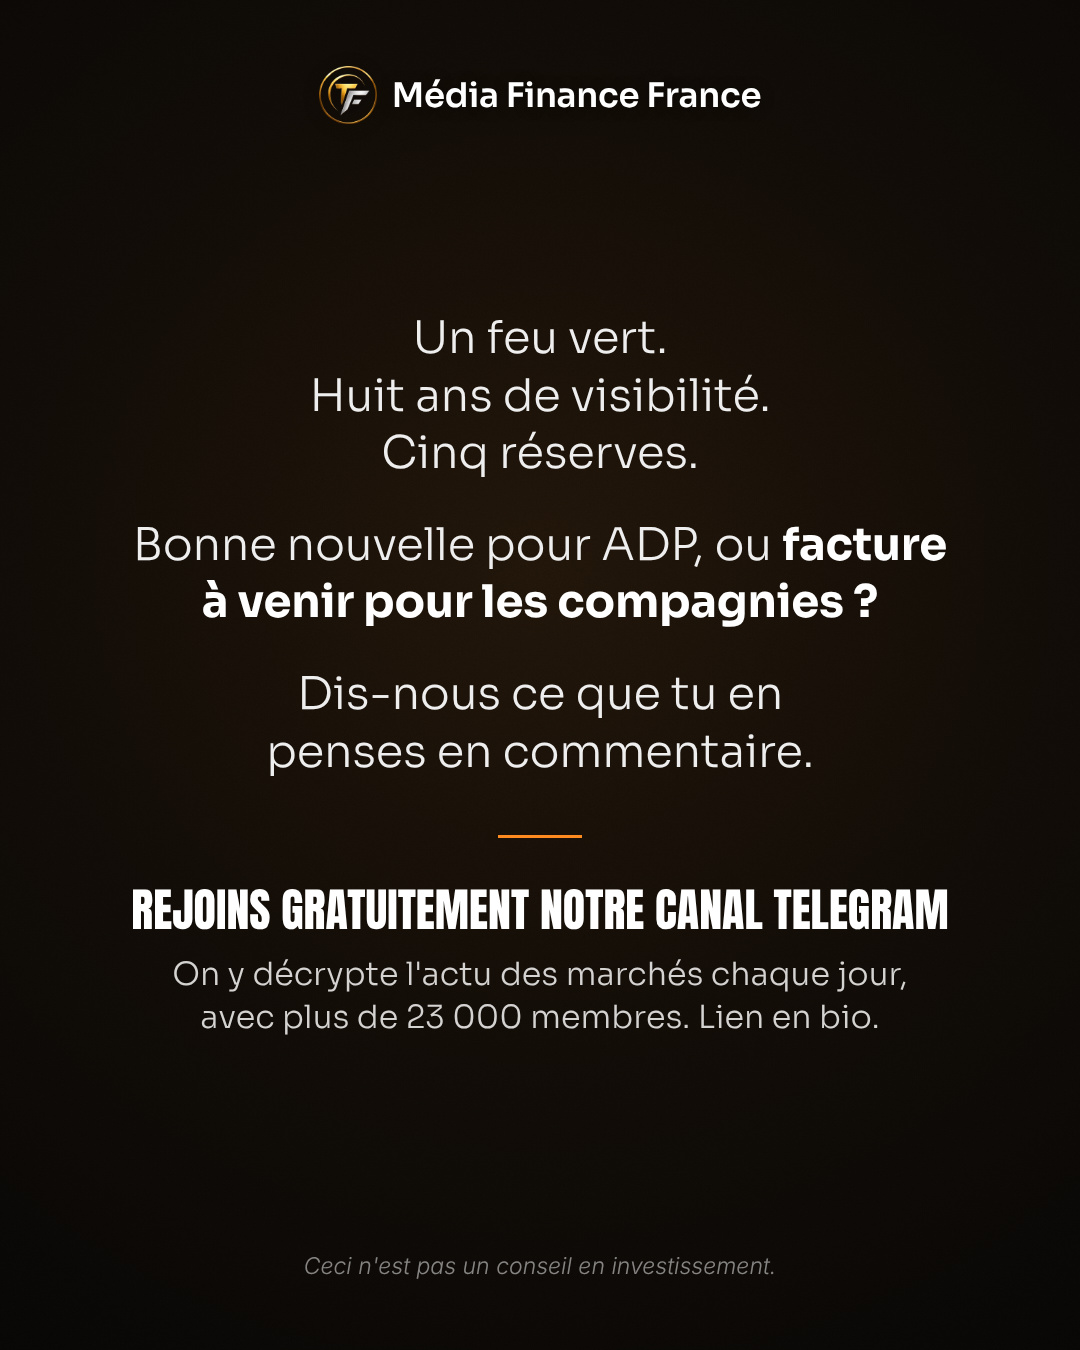 TF Média Finance France
Un feu vert.
Huit ans de visibilité.
Cinq réserves.
Bonne nouvelle pour ADP, ou facture
à venir pour les compagnies ?
Dis-nous ce que tu en
penses en commentaire.
REJOINS GRATUITEMENT NOTRE CANAL TELEGRAM
On y décrypte l'actu des marchés chaque jour,
avec plus de 23 000 membres. Lien en bio.
Ceci n'est pas un conseil en investissement.